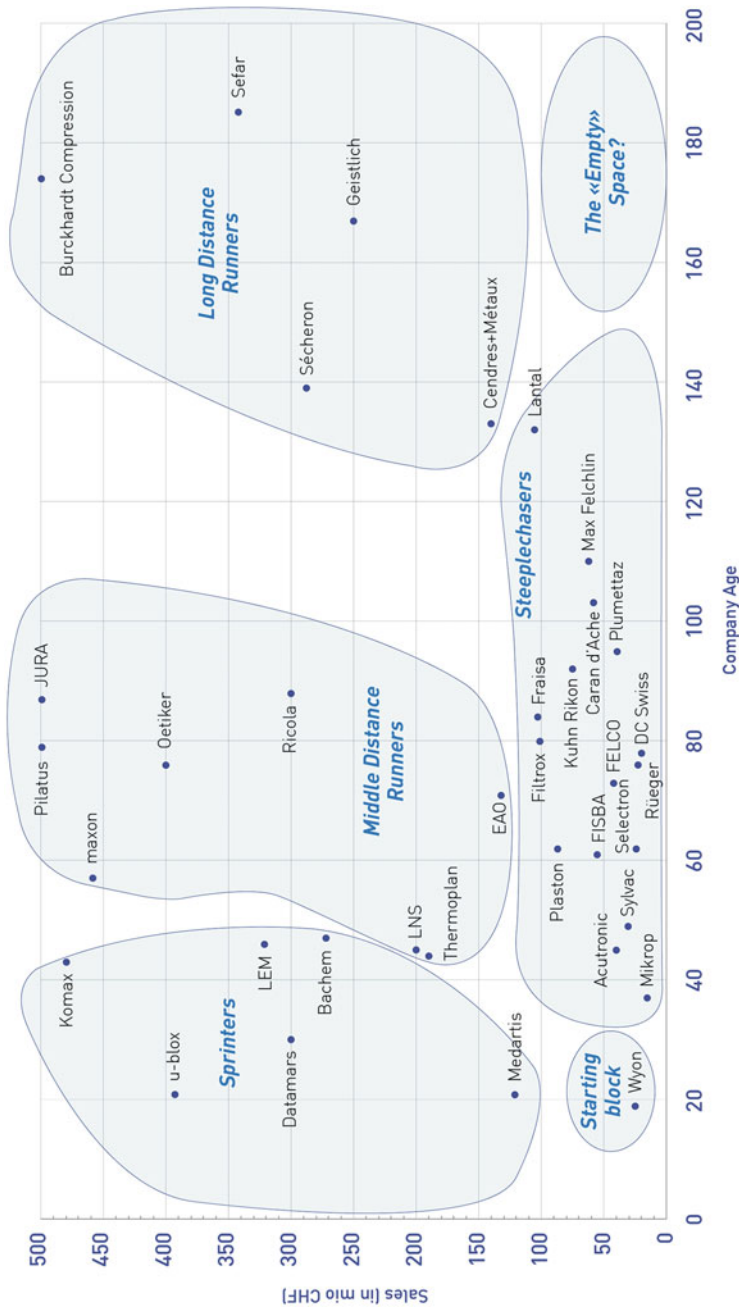 500
450
400
350
300
250
200
150
100
50
0
Sales (in mio CHF)
0
20
40
60
80
100
120
140
160
180
200
Company Age
Sprinters
Komax
u-blox
LEM
Datamars
Bachem
Medartis
Starting
block
Wyon
Middle Distance
Runners
Pilatus
JURA
maxon
Oetiker
Ricola
EAO
LNS
Thermoplan
Steeplechasers
Lantal
Fraisa
Filtrox
Plaston
Kuhn Rikon
Max Felchlin
Caran d'Ache
FISBA
FELCO
Plumettaz
Acutronic
Sylvac
Selectron
Rüeger
DC Swiss
Mikrop
Long Distance
Runners
Burckhardt Compression
Sefar
Geistlich
Sécheron
Cendres+Métaux
The «Empty»
Space?